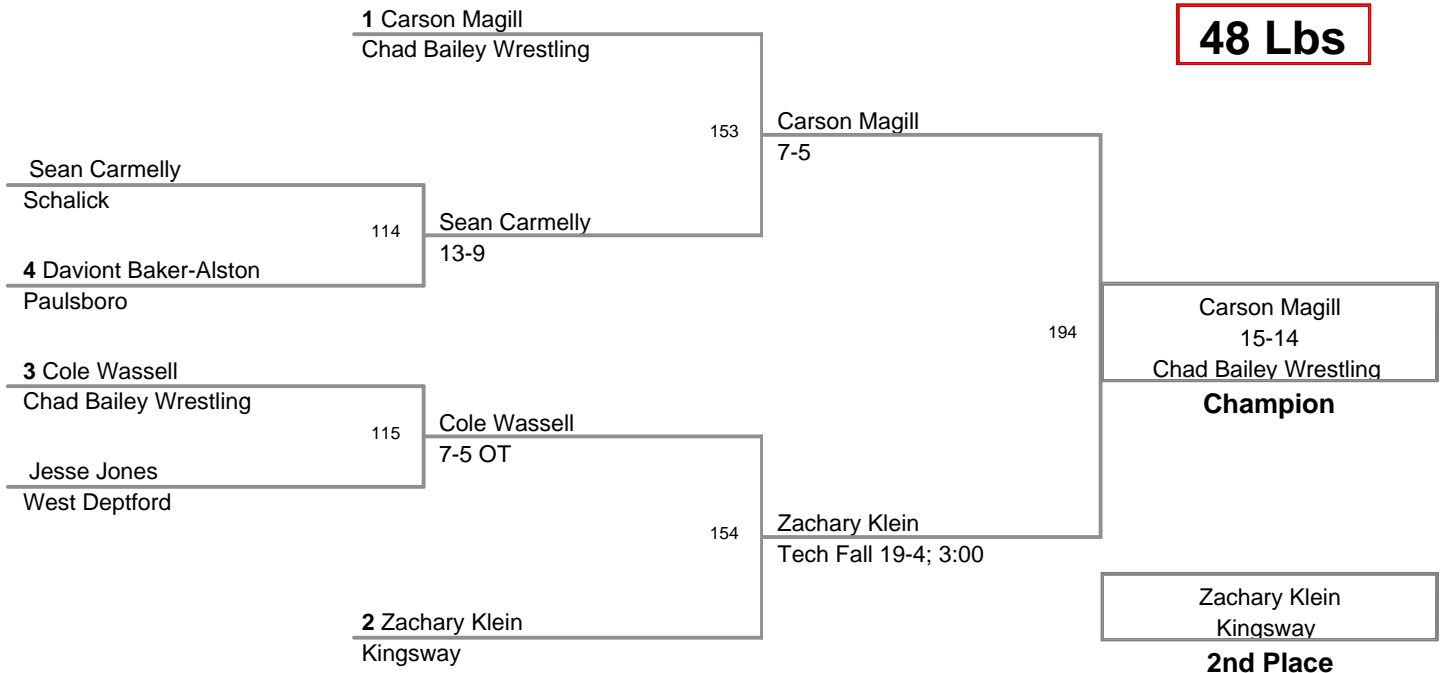 1 Carson Magill
Chad Bailey Wrestling
48 Lbs
153
Carson Magill
7-5
Sean Carmelly
Schalick
114
Sean Carmelly
13-9
4 Daviont Baker-Alston
Paulsboro
194
Carson Magill
15-14
Chad Bailey Wrestling
Champion
3 Cole Wassell
Chad Bailey Wrestling
115
Cole Wassell
7-5 OT
Jesse Jones
West Deptford
154
Zachary Klein
Tech Fall 19-4; 3:00
2 Zachary Klein
Kingsway
Zachary Klein
Kingsway
2nd Place